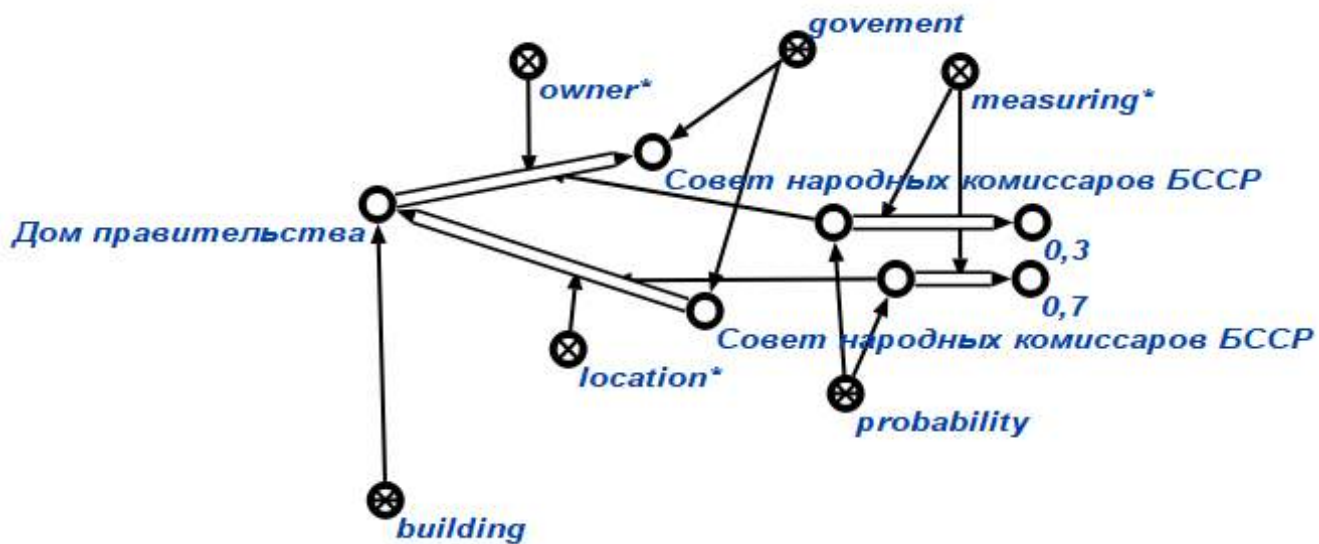 govement
owner*
measuring*
Совет народных комиссаров БССР
Дом правительства
0,3
0,7
Совет народных комиссаров БССР
location*
probability
building